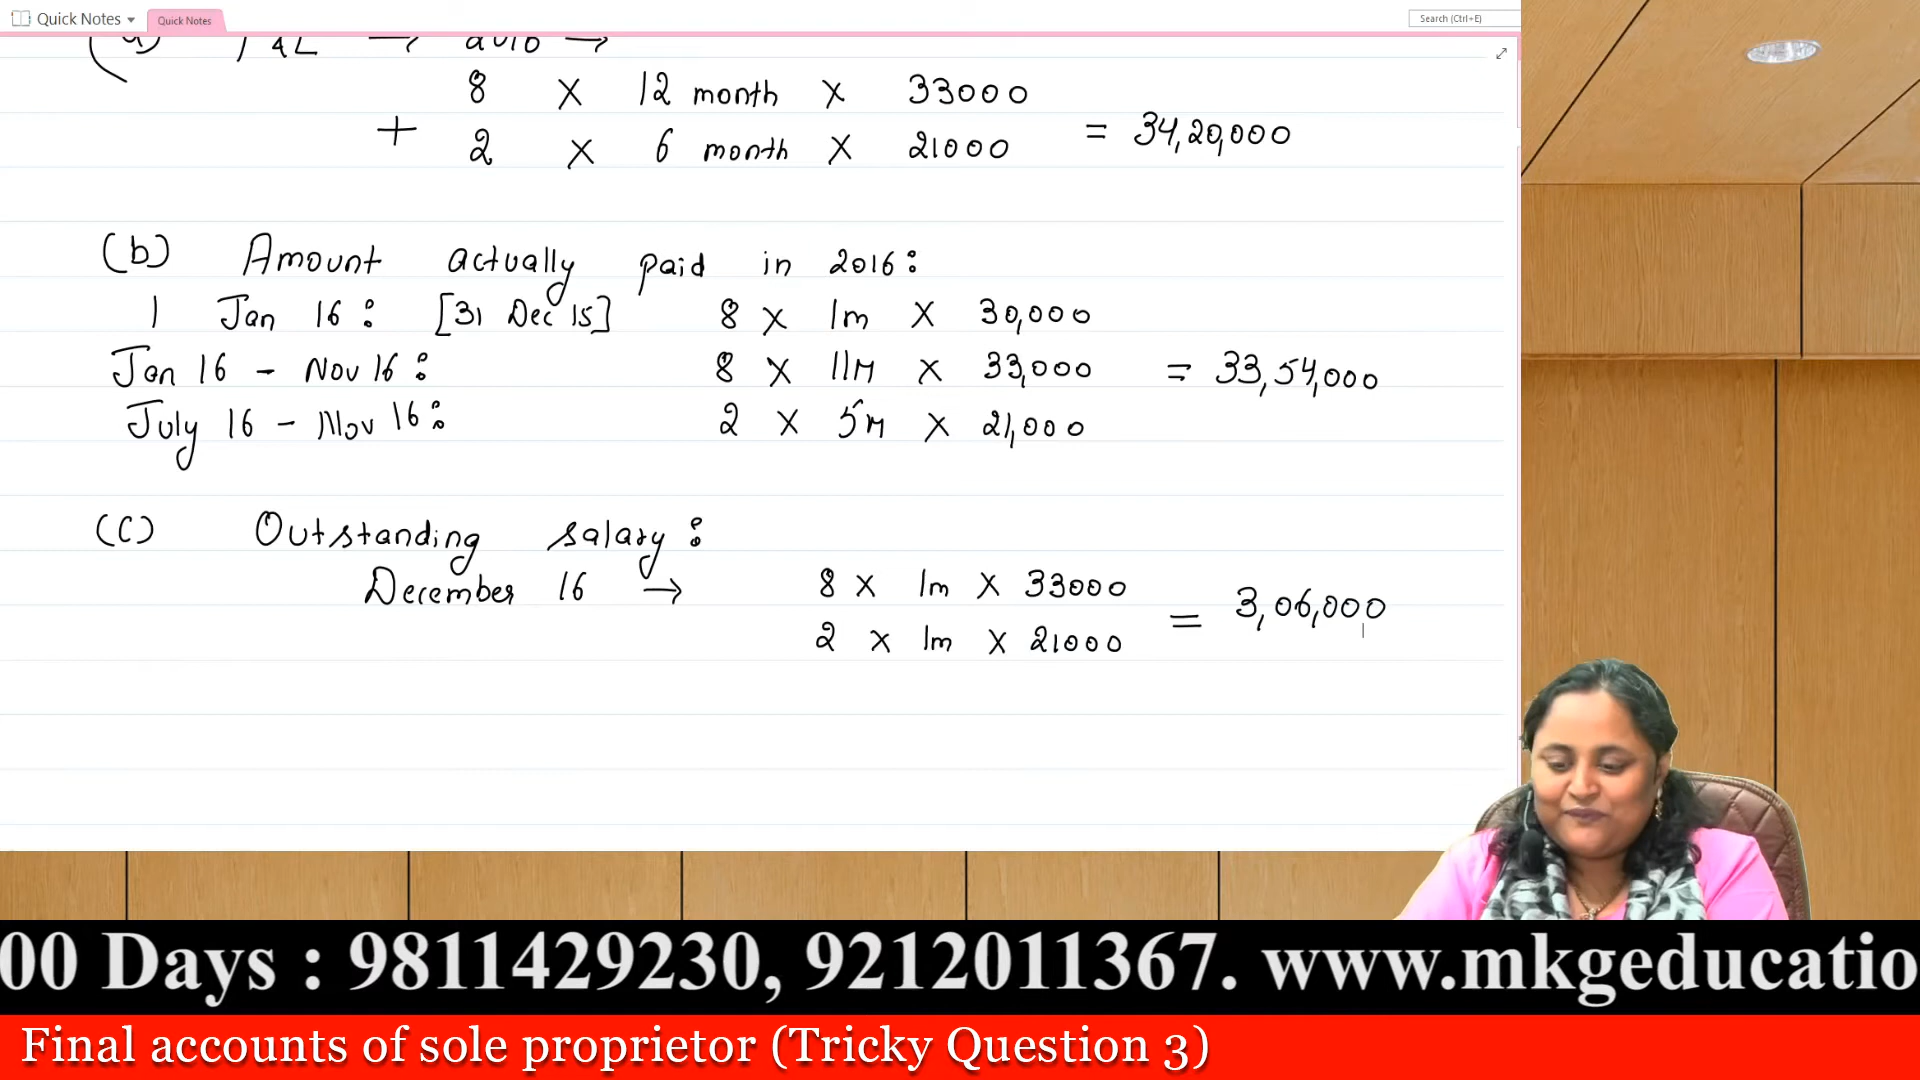 Quick Notes
Quick Notes
Search (Ctrl+E)
(a) P&L → 2016 →
8 X 12 month X 33000
+ 2 X 6 month X 21000 = 34,20,000
(b) Amount actually paid in 2016:
1 Jan 16: [31 Dec 15] 8 X 1m X 30,000
Jan 16 - Nov 16: 8 X 11M X 33,000 = 33,54,000
July 16 - Nov 16: 2 X 5M X 21,000
(C) Outstanding salary:
December 16 → 8 X 1m X 33000
2 X 1m X 21000 = 3,06,000
00 Days : 9811429230, 9212011367. www.mkgeducatio
Final accounts of sole proprietor (Tricky Question 3)